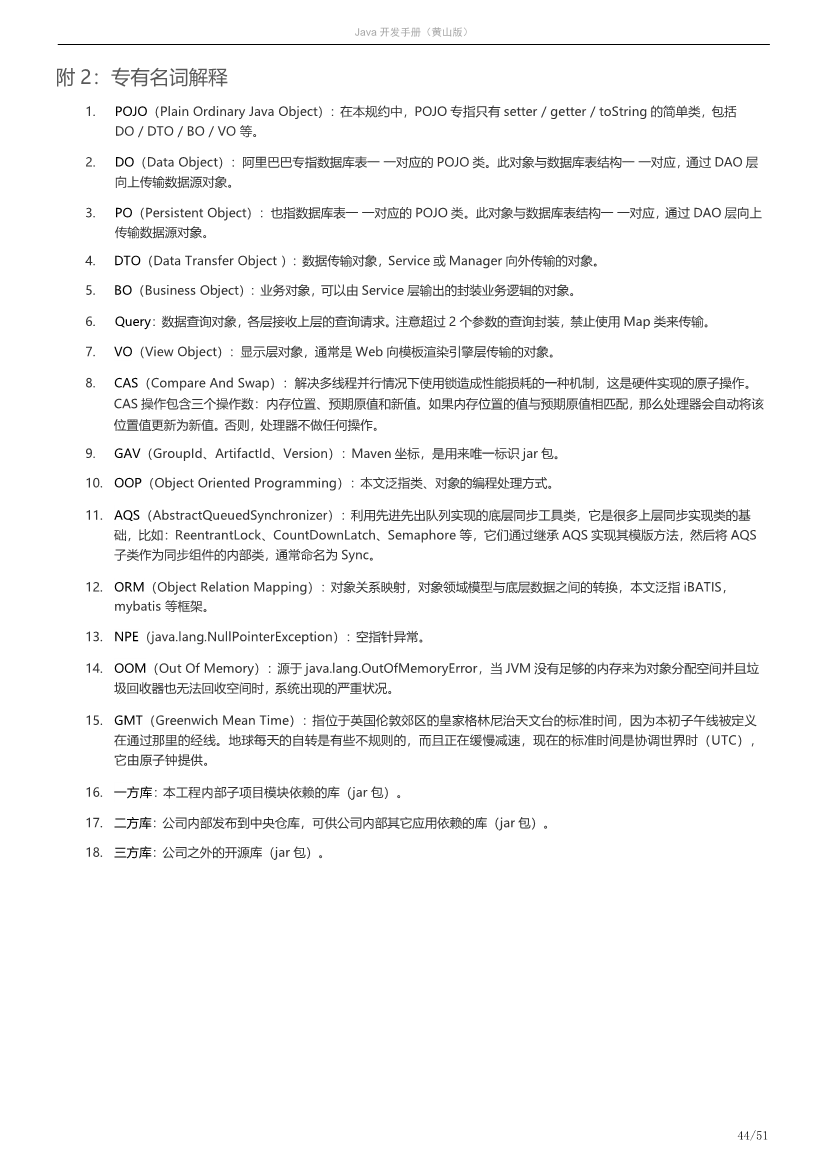 Java 开发手册（黄山版）
附 2：专有名词解释
1. POJO（Plain Ordinary Java Object）：在本规约中，POJO 专指只有 setter / getter / toString 的简单类，包括
DO / DTO / BO / VO 等。
2. DO（Data Object）：阿里巴巴专指数据库表一 一对应的 POJO 类。此对象与数据库表结构一 一对应，通过 DAO 层
向上传输数据源对象。
3. PO（Persistent Object）：也指数据库表一 一对应的 POJO 类。此对象与数据库表结构一 一对应，通过 DAO 层向上
传输数据源对象。
4. DTO（Data Transfer Object ）：数据传输对象，Service 或 Manager 向外传输的对象。
5. BO（Business Object）：业务对象，可以由 Service 层输出的封装业务逻辑的对象。
6. Query：数据查询对象，各层接收上层的查询请求。注意超过 2 个参数的查询封装，禁止使用 Map 类来传输。
7. VO（View Object）：显示层对象，通常是 Web 向模板渲染引擎层传输的对象。
8. CAS（Compare And Swap）：解决多线程并行情况下使用锁造成性能损耗的一种机制，这是硬件实现的原子操作。
CAS 操作包含三个操作数：内存位置、预期原值和新值。如果内存位置的值与预期原值相匹配，那么处理器会自动将该
位置值更新为新值。否则，处理器不做任何操作。
9. GAV（GroupId、ArtifactId、Version）：Maven 坐标，是用来唯一标识 jar 包。
10. OOP（Object Oriented Programming）：本文泛指类、对象的编程处理方式。
11. AQS（AbstractQueuedSynchronizer）：利用先进先出队列实现的底层同步工具类，它是很多上层同步实现类的基
础，比如：ReentrantLock、CountDownLatch、Semaphore 等，它们通过继承 AQS 实现其模版方法，然后将 AQS
子类作为同步组件的内部类，通常命名为 Sync。
12. ORM（Object Relation Mapping）：对象关系映射，对象领域模型与底层数据之间的转换，本文泛指 iBATIS，
mybatis 等框架。
13. NPE（java.lang.NullPointerException）：空指针异常。
14. OOM（Out Of Memory）：源于 java.lang.OutOfMemoryError，当 JVM 没有足够的内存来为对象分配空间并且垃
圾回收器也无法回收空间时，系统出现的严重状况。
15. GMT（Greenwich Mean Time）：指位于英国伦敦郊区的皇家格林尼治天文台的标准时间，因为本初子午线被定义
在通过那里的经线。地球每天的自转是有些不规则的，而且正在缓慢减速，现在的标准时间是协调世界时（UTC），
它由原子钟提供。
16. 一方库：本工程内部子项目模块依赖的库（jar 包）。
17. 二方库：公司内部发布到中央仓库，可供公司内部其它应用依赖的库（jar 包）。
18. 三方库：公司之外的开源库（jar 包）。
44/51